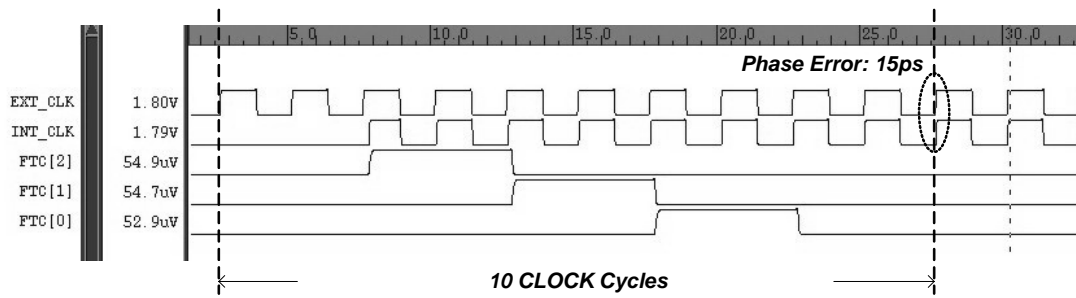 5.0 10.0 15.0 20.0 25.0 30.0
Phase Error: 15ps
EXT_CLK 1.80V
INT_CLK 1.79V
FTC[2] 54.9uV
FTC[1] 54.7uV
FTC[0] 52.9uV
10 CLOCK Cycles